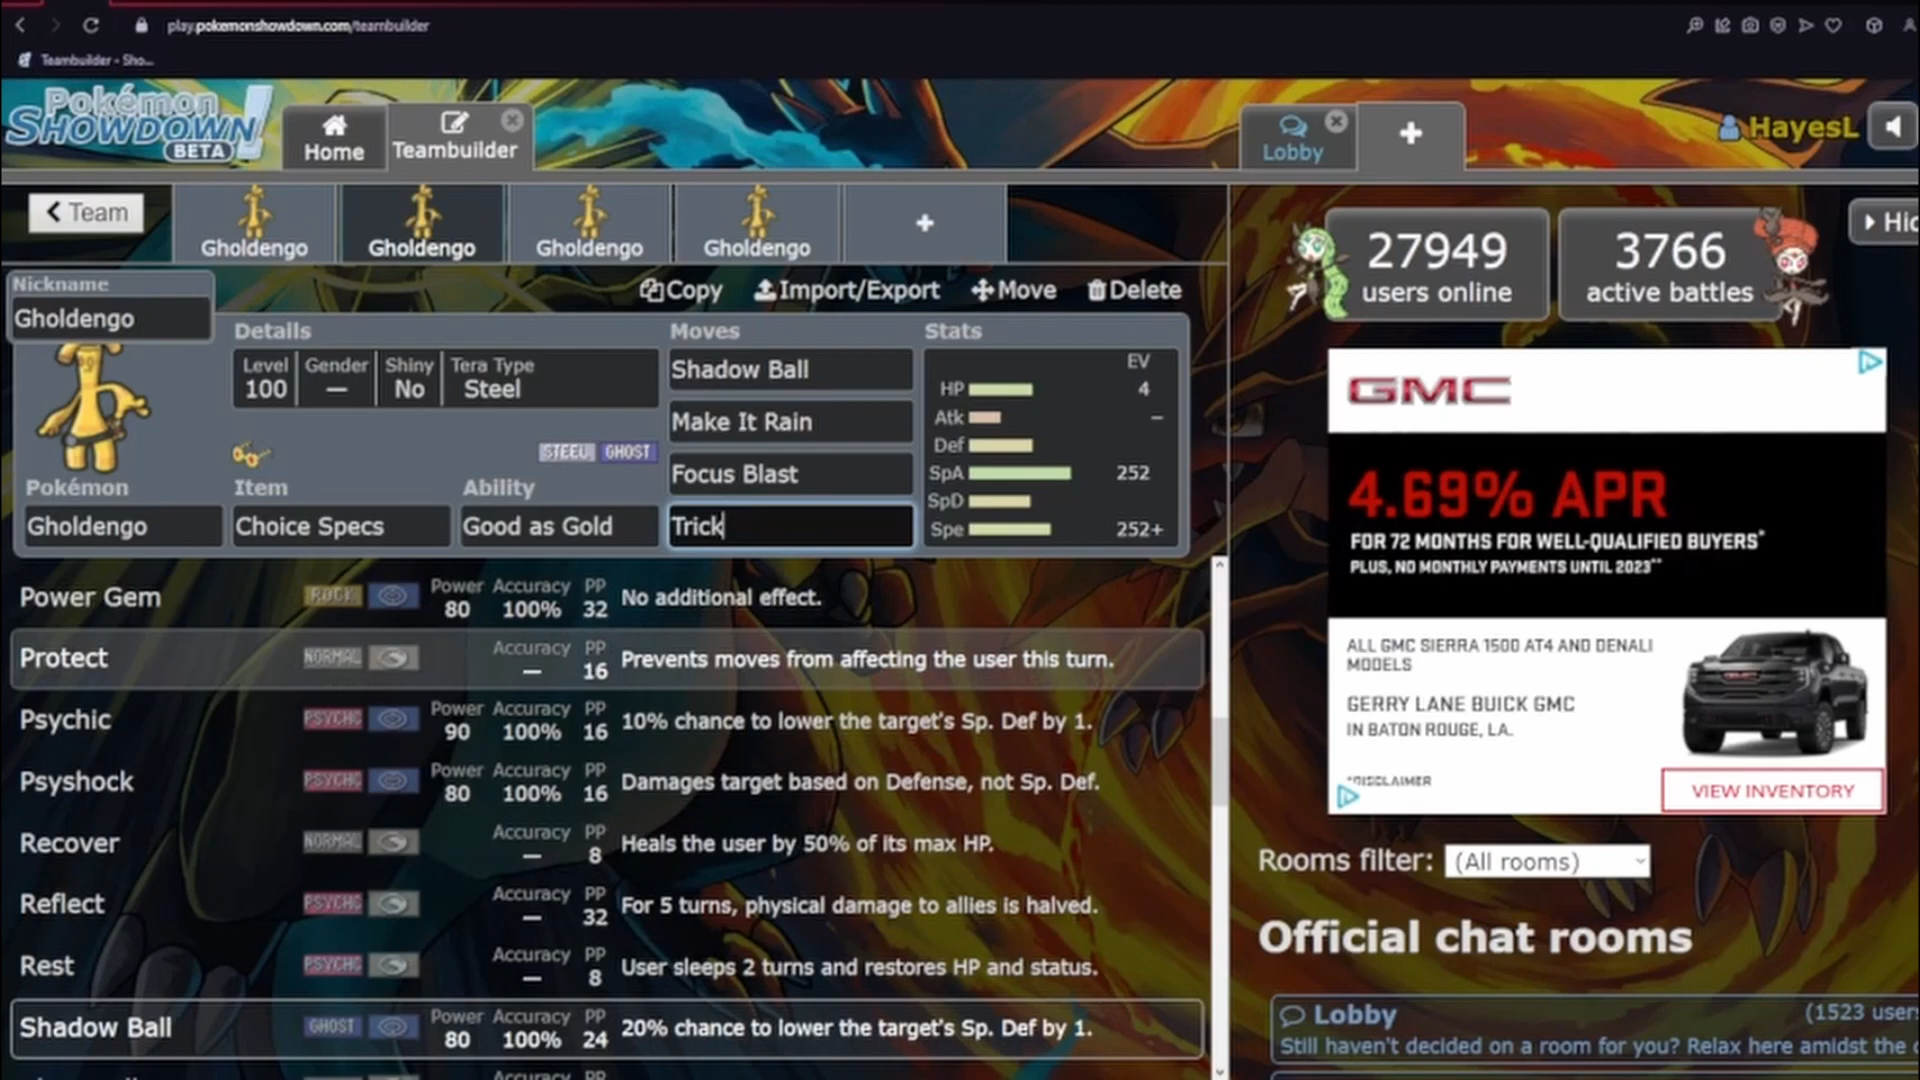 play.pokemonshowdown.com/teambuilder
Teambuilder - Sho...
Pokémon
SHOWDOWN!
BETA
Home
Teambuilder
Lobby
HayesL
Team
Gholdengo
Gholdengo
Gholdengo
Gholdengo
Hid
27949
users online
3766
active battles
Nickname
Gholdengo
Copy
Import/Export
Move
Delete
Details
Level
100
Gender
—
Shiny
No
Tera Type
Steel
STEEL GHOST
Pokémon
Gholdengo
Item
Choice Specs
Ability
Good as Gold
Moves
Shadow Ball
Make It Rain
Focus Blast
Trick
Stats
EV
HP 4
Atk –
Def
SpA 252
SpD
Spe 252+
Power Gem ROCK Power 80 Accuracy 100% PP 32 No additional effect.
Protect NORMAL Accuracy — PP 16 Prevents moves from affecting the user this turn.
Psychic PSYCHC Power 90 Accuracy 100% PP 16 10% chance to lower the target's Sp. Def by 1.
Psyshock PSYCHC Power 80 Accuracy 100% PP 16 Damages target based on Defense, not Sp. Def.
Recover NORMAL Accuracy — PP 8 Heals the user by 50% of its max HP.
Reflect PSYCHC Accuracy — PP 32 For 5 turns, physical damage to allies is halved.
Rest PSYCHC Accuracy — PP 8 User sleeps 2 turns and restores HP and status.
Shadow Ball GHOST Power 80 Accuracy 100% PP 24 20% chance to lower the target's Sp. Def by 1.
Accuracy PP
GMC
4.69% APR
FOR 72 MONTHS FOR WELL-QUALIFIED BUYERS*
PLUS, NO MONTHLY PAYMENTS UNTIL 2023**
ALL GMC SIERRA 1500 AT4 AND DENALI
MODELS
GERRY LANE BUICK GMC
IN BATON ROUGE, LA.
*DISCLAIMER
VIEW INVENTORY
Rooms filter: (All rooms)
Official chat rooms
Lobby
(1523 users
Still haven't decided on a room for you? Relax here amidst the c